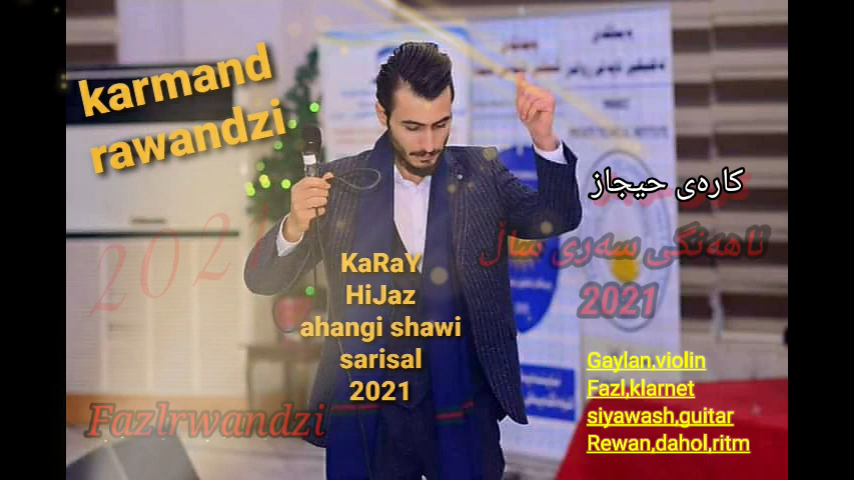 karmand
rawandzi
کارەی حیجاز
2021
ئاهەنگی سەری ساڵ
2021
KaRaY
HiJaz
ahangi shawi
sarisal
2021
Gaylan,violin
Fazl,klarnet
siyawash,guitar
Rewan,dahol,ritm
Fazlrwandzi